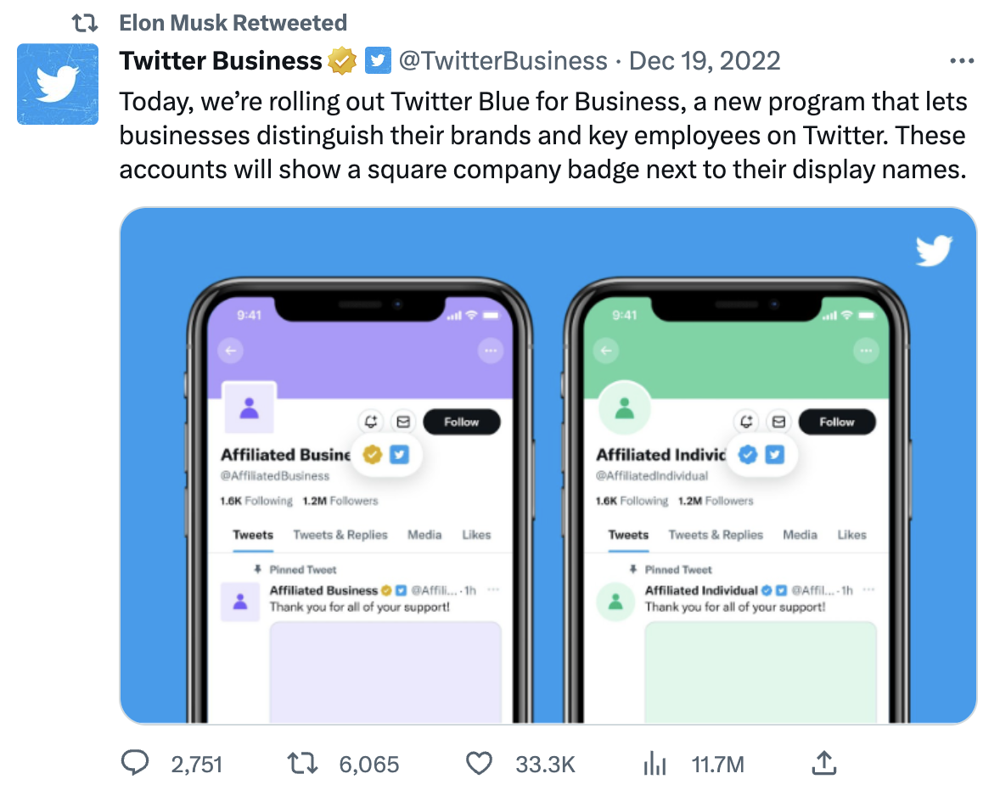 Elon Musk Retweeted
Twitter Business @TwitterBusiness · Dec 19, 2022
Today, we’re rolling out Twitter Blue for Business, a new program that lets
businesses distinguish their brands and key employees on Twitter. These
accounts will show a square company badge next to their display names.
9:41
Follow
Affiliated Busine
@AffiliatedBusiness
1.6K Following 1.2M Followers
Tweets Tweets & Replies Media Likes
Pinned Tweet
Affiliated Business @Affili... · 1h
Thank you for all of your support!
9:41
Follow
Affiliated Individ
@AffiliatedIndividual
1.6K Following 1.2M Followers
Tweets Tweets & Replies Media Likes
Pinned Tweet
Affiliated Individual @Affil... · 1h
Thank you for all of your support!
2,751 6,065 33.3K 11.7M